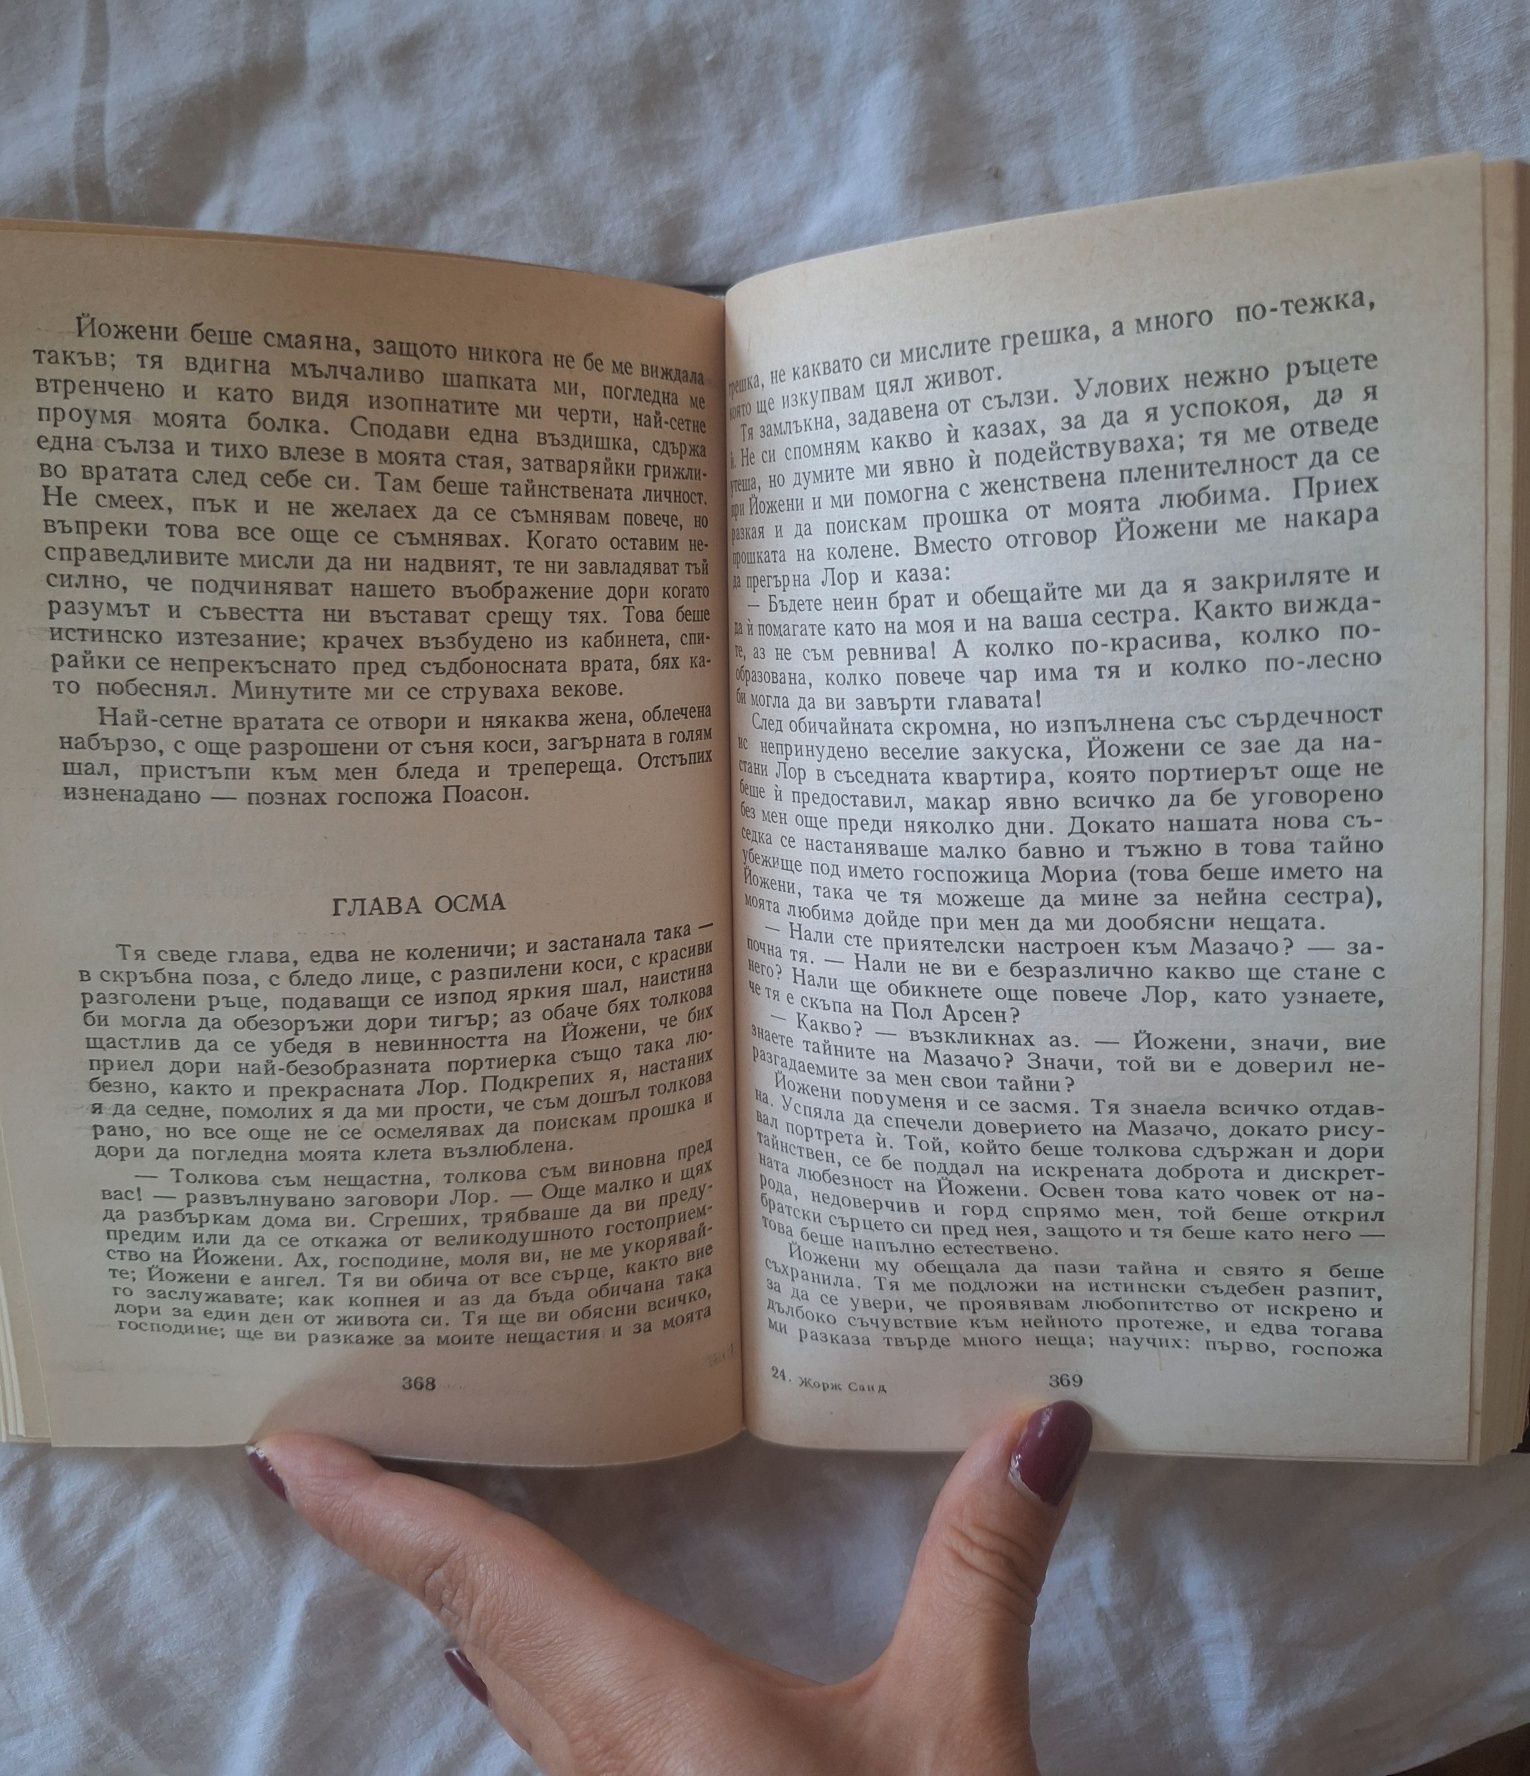 Йожени беше смаяна, защото никога не бе ме виждала
такъв; тя вдигна мълчаливо шапката ми, погледна ме
втренчено и като видя изопнатите ми черти, най-сетне
проумя моята болка. Сподави една въздишка, сдържа
една сълза и тихо влезе в моята стая, затваряйки грижли-
во вратата след себе си. Там беше тайнствената личност.
Не смеех, пък и не желаех да се съмнявам повече, но
въпреки това все още се съмнявах. Когато оставим не-
справедливите мисли да ни надвият, те ни завладяват тъй
силно, че подчиняват нашето въображение дори когато
разумът и съвестта ни въстават срещу тях. Това беше
истинско изтезание; крачех възбудено из кабинета, спи-
райки се непрекъснато пред съдбоносната врата, бях ка-
то побеснял. Минутите ми се струваха векове.
Най-сетне вратата се отвори и някаква жена, облечена
набързо, с още разрошени от съня коси, загърната в голям
шал, пристъпи към мен бледа и трепереща. Отстъпих
изненадано — познах госпожа Поасон.
ГЛАВА ОСМА
Тя сведе глава, едва не коленичи; и застанала така —
в скръбна поза, с бледо лице, с разпилени коси, с красиви
разголени ръце, подаващи се изпод яркия шал, наистина
би могла да обезоръжи дори тигър; аз обаче бях толкова
щастлив да се убедя в невинността на Йожени, че бих
приел дори най-безобразната портиерка също така лю-
безно, както и прекрасната Лор. Подкрепих я, настаних
я да седне, помолих я да ми прости, че съм дошъл толкова
рано, но все още не се осмелявах да поискам прошка и
дори да погледна моята клета възлюблена.
— Толкова съм нещастна, толкова съм виновна пред
вас! — развълнувано заговори Лор. — Още малко и щях
да разбъркам дома ви. Сгреших, трябваше да ви преду-
предим или да се откажа от великодушното гостоприем-
ство на Йожени. Ах, господине, моля ви, не ме укорявай-
те; Йожени е ангел. Тя ви обича от все сърце, както вие
го заслужавате; как копнея и аз да бъда обичана така
дори за един ден от живота си. Тя ще ви обясни всичко,
господине; ще ви разкаже за моите нещастия и за моята
368
грешка, не каквато си мислите грешка, а много по-тежка,
която ще изкупвам цял живот.
Тя замлъкна, задавена от сълзи. Улових нежно ръцете
ѝ. Не си спомням какво ѝ казах, за да я успокоя, да я
утеша, но думите ми явно ѝ подействуваха; тя ме отведе
при Йожени и ми помогна с женствена пленителност да се
разкая и да поискам прошка от моята любима. Приех
прошката на колене. Вместо отговор Йожени ме накара
да прегърна Лор и каза:
— Бъдете неин брат и обещайте ми да я закриляте и
да ѝ помагате като на моя и на ваша сестра. Както вижда-
те, аз не съм ревнива! А колко по-красива, колко по-
образована, колко повече чар има тя и колко по-лесно
би могла да ви завърти главата!
След обичайната скромна, но изпълнена със сърдечност
и с непринудено веселие закуска, Йожени се зае да на-
стани Лор в съседната квартира, която портиерът още не
беше ѝ предоставил, макар явно всичко да бе уговорено
без мен още преди няколко дни. Докато нашата нова съ-
седка се настаняваше малко бавно и тъжно в това тайно
убежище под името госпожица Мориа (това беше името на
Йожени, така че тя можеше да мине за нейна сестра),
моята любима дойде при мен да ми дообясни нещата.
— Нали сте приятелски настроен към Мазачо? — за-
почна тя. — Нали не ви е безразлично какво ще стане с
него? Нали ще обикнете още повече Лор, като узнаете,
че тя е скъпа на Пол Арсен?
— Какво? — възкликнах аз. — Йожени, значи, вие
знаете тайните на Мазачо? Значи, той ви е доверил не-
разгадаемите за мен свои тайни?
Йожени поруменя и се засмя. Тя знаела всичко отдав-
на. Успяла да спечели доверието на Мазачо, докато рису-
вал портрета ѝ. Той, който беше толкова сдържан и дори
тайнствен, се бе поддал на искрената доброта и дискрет-
ната любезност на Йожени. Освен това като човек от на-
рода, недоверчив и горд спрямо мен, той беше открил
братски сърцето си пред нея, защото и тя беше като него —
това беше напълно естествено.
Йожени му обещала да пази тайна и свято я беше
съхранила. Тя ме подложи на истински съдебен разпит,
за да се увери, че проявявам любопитство от искрено и
дълбоко съчувствие към нейното протеже, и едва тогава
ми разказа твърде много неща; научих: първо, госпожа
24. Жорж Санд
369